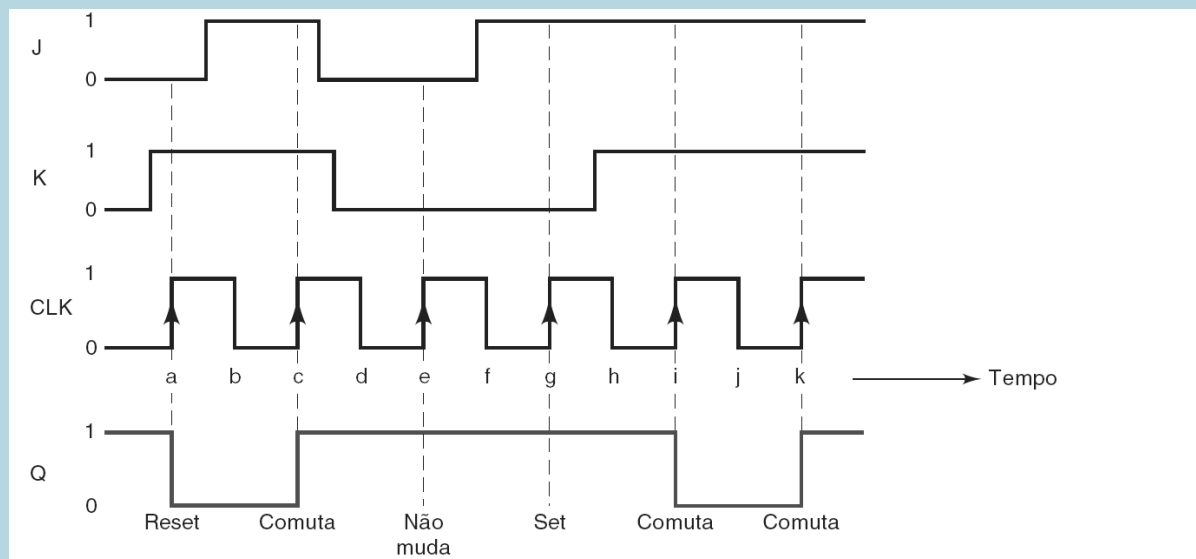 1
J
0
1
K
0
1
CLK
0
a b c d e f g h i j k Tempo
1
Q
0
Reset Comuta Não Set Comuta Comuta
muda